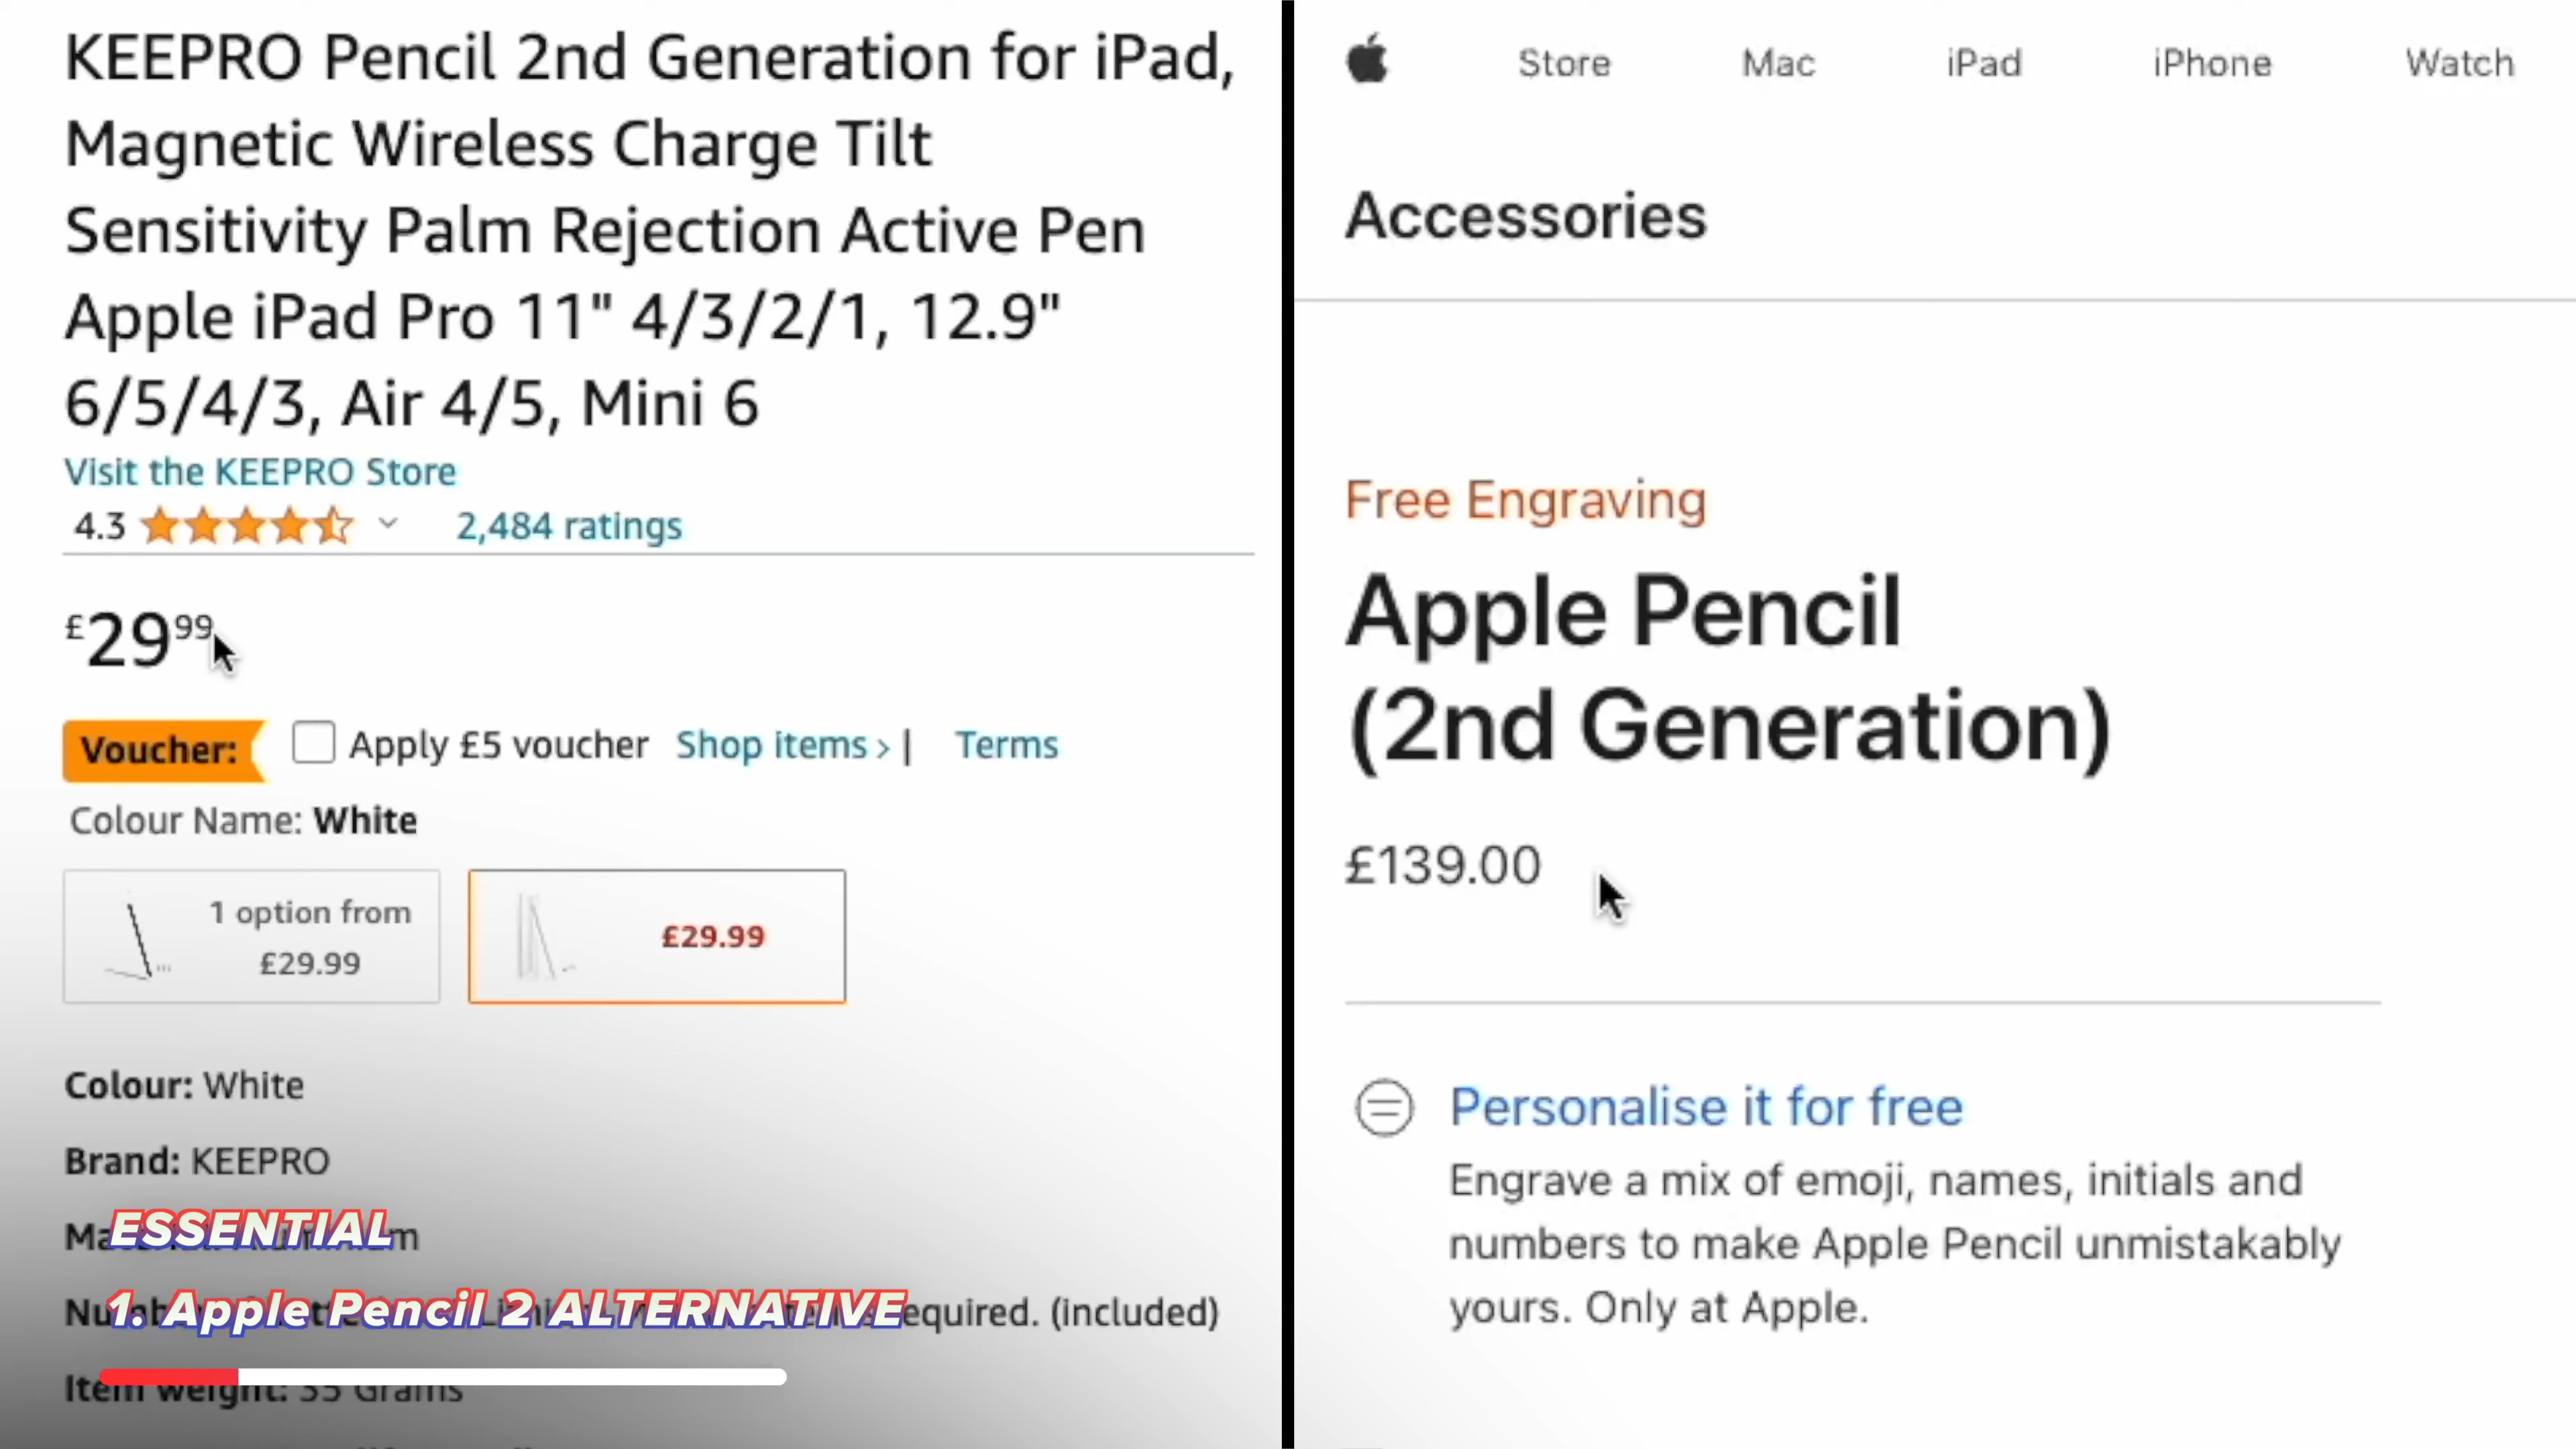 KEEPRO Pencil 2nd Generation for iPad,
Magnetic Wireless Charge Tilt
Sensitivity Palm Rejection Active Pen
Apple iPad Pro 11" 4/3/2/1, 12.9"
6/5/4/3, Air 4/5, Mini 6
Visit the KEEPRO Store
4.3 2,484 ratings
£29.99
Voucher: Apply £5 voucher Shop items > | Terms
Colour Name: White
1 option from
£29.99
£29.99
Colour: White
Brand: KEEPRO
ESSENTIAL
1. Apple Pencil 2 ALTERNATIVE
(included)
Item weight: 35 Grams
Store Mac iPad iPhone Watch
Accessories
Free Engraving
Apple Pencil
(2nd Generation)
£139.00
Personalise it for free
Engrave a mix of emoji, names, initials and
numbers to make Apple Pencil unmistakably
yours. Only at Apple.